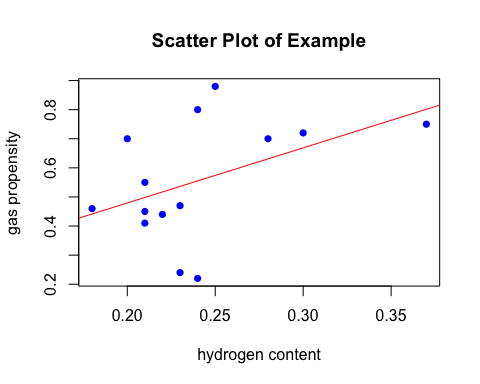 Scatter Plot of Example
gas propensity
0.8
0.6
0.4
0.2
0.20 0.25 0.30 0.35
hydrogen content